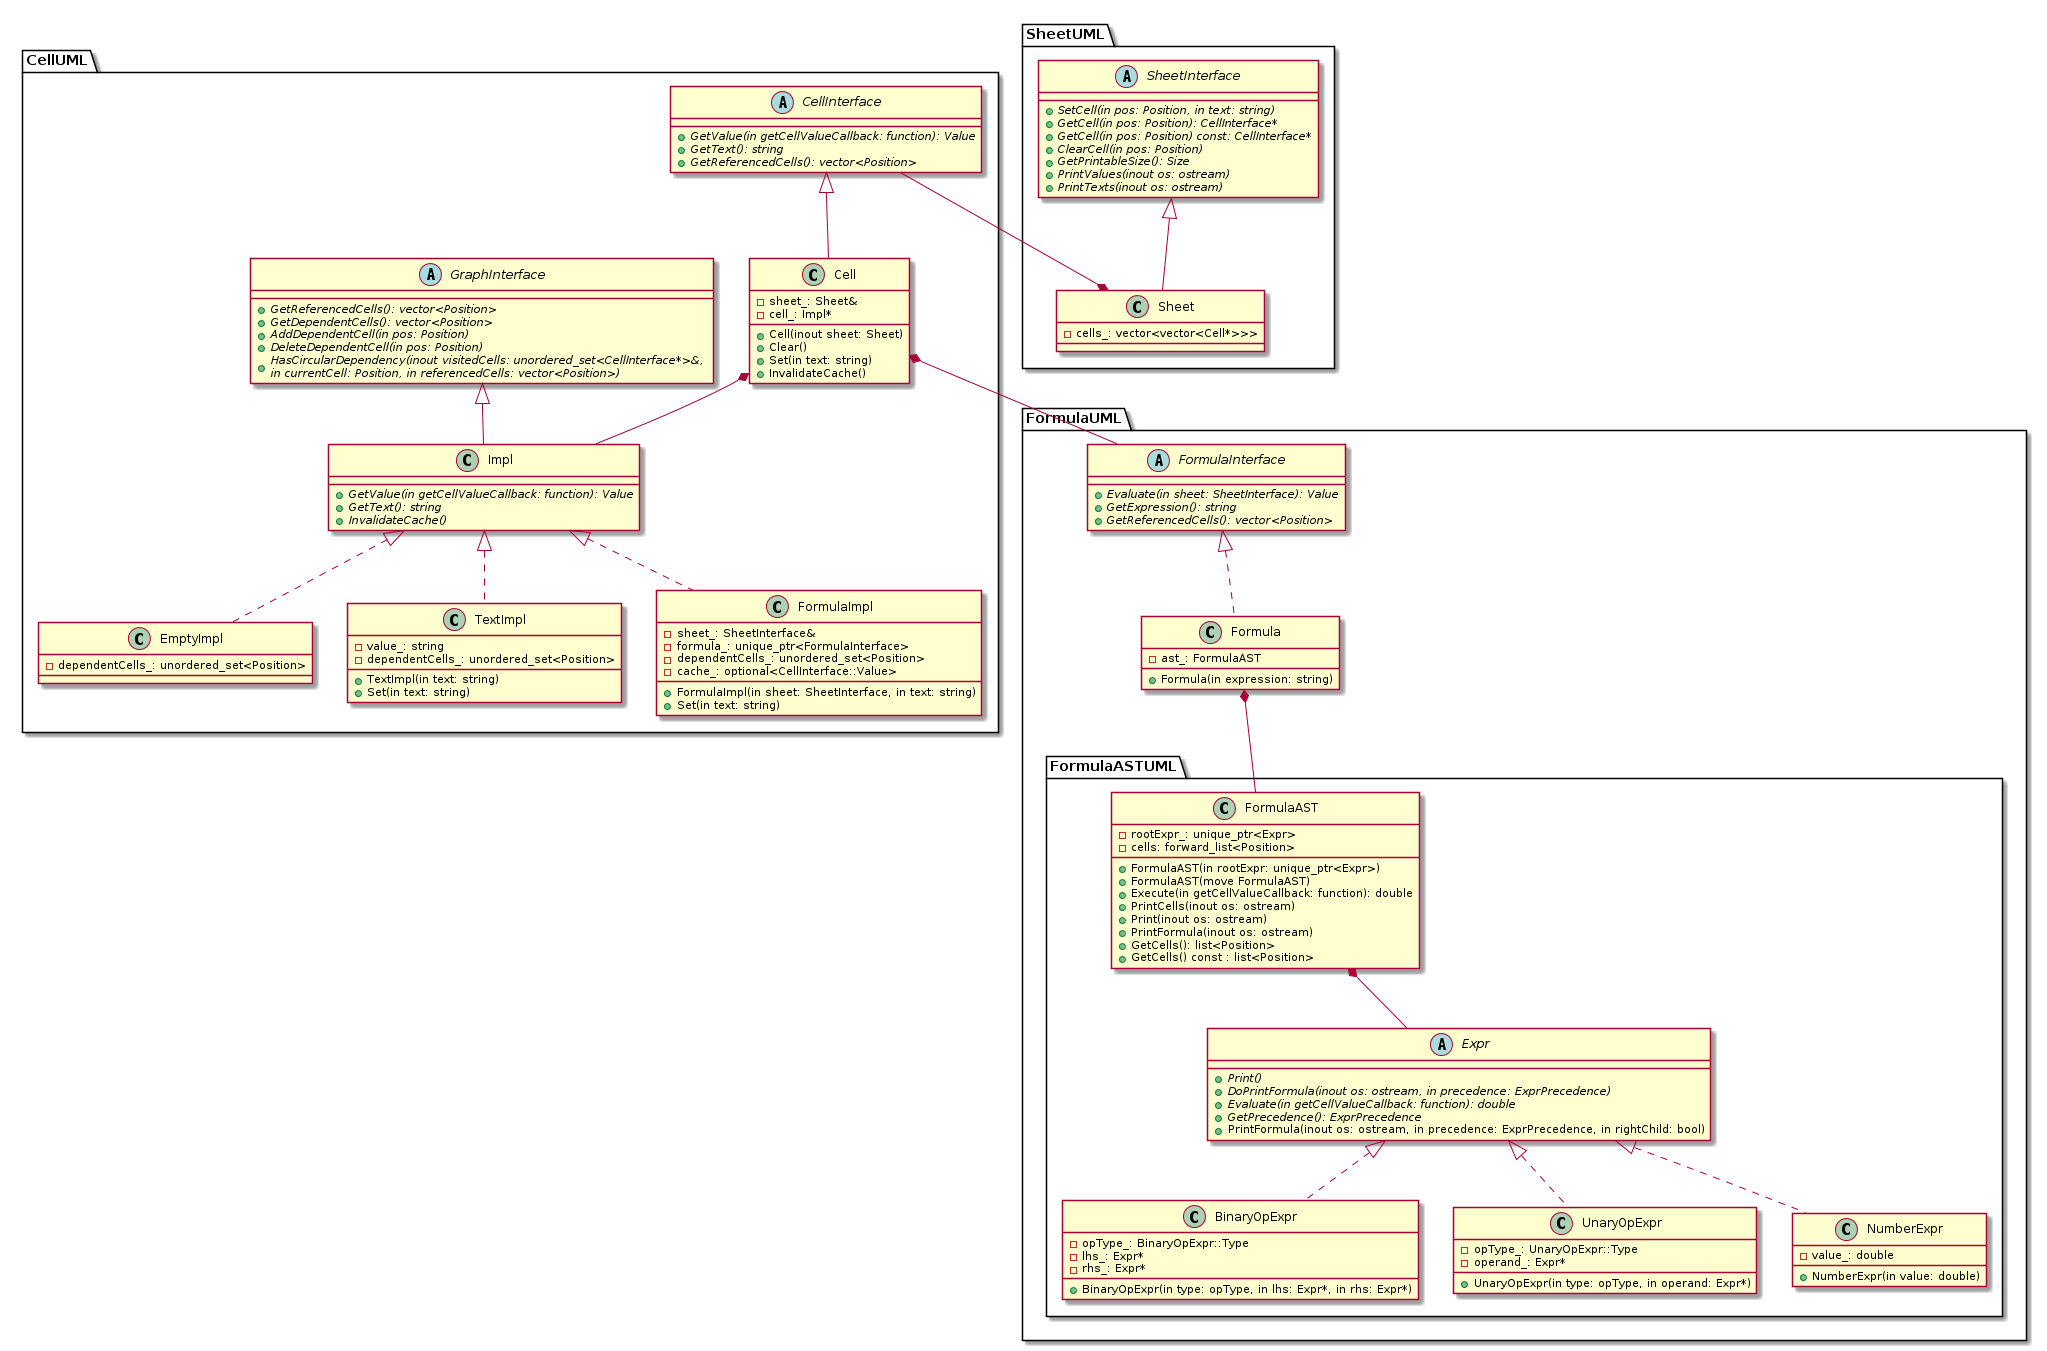 CellUML
A CellInterface
GetValue(in getCellValueCallback: function): Value
GetText(): string
GetReferencedCells(): vector<Position>
A GraphInterface
GetReferencedCells(): vector<Position>
GetDependentCells(): vector<Position>
AddDependentCell(in pos: Position)
DeleteDependentCell(in pos: Position)
HasCircularDependency(inout visitedCells: unordered_set<CellInterface*>&,
in currentCell: Position, in referencedCells: vector<Position>)
C Cell
sheet_: Sheet&
cell_: Impl*
Cell(inout sheet: Sheet)
Clear()
Set(in text: string)
InvalidateCache()
C Impl
GetValue(in getCellValueCallback: function): Value
GetText(): string
InvalidateCache()
C EmptyImpl
dependentCells_: unordered_set<Position>
C TextImpl
value_: string
dependentCells_: unordered_set<Position>
TextImpl(in text: string)
Set(in text: string)
C FormulaImpl
sheet_: SheetInterface&
formula_: unique_ptr<FormulaInterface>
dependentCells_: unordered_set<Position>
cache_: optional<CellInterface::Value>
FormulaImpl(in sheet: SheetInterface, in text: string)
Set(in text: string)
SheetUML
A SheetInterface
SetCell(in pos: Position, in text: string)
GetCell(in pos: Position): CellInterface*
GetCell(in pos: Position) const: CellInterface*
ClearCell(in pos: Position)
GetPrintableSize(): Size
PrintValues(inout os: ostream)
PrintTexts(inout os: ostream)
C Sheet
cells_: vector<vector<Cell*>>>
FormulaUML
A FormulaInterface
Evaluate(in sheet: SheetInterface): Value
GetExpression(): string
GetReferencedCells(): vector<Position>
C Formula
ast_: FormulaAST
Formula(in expression: string)
FormulaASTUML
C FormulaAST
rootExpr_: unique_ptr<Expr>
cells: forward_list<Position>
FormulaAST(in rootExpr: unique_ptr<Expr>)
FormulaAST(move FormulaAST)
Execute(in getCellValueCallback: function): double
PrintCells(inout os: ostream)
Print(inout os: ostream)
PrintFormula(inout os: ostream)
GetCells(): list<Position>
GetCells() const : list<Position>
A Expr
Print()
DoPrintFormula(inout os: ostream, in precedence: ExprPrecedence)
Evaluate(in getCellValueCallback: function): double
GetPrecedence(): ExprPrecedence
PrintFormula(inout os: ostream, in precedence: ExprPrecedence, in rightChild: bool)
C BinaryOpExpr
opType_: BinaryOpExpr::Type
lhs_: Expr*
rhs_: Expr*
BinaryOpExpr(in type: opType, in lhs: Expr*, in rhs: Expr*)
C UnaryOpExpr
opType_: UnaryOpExpr::Type
operand_: Expr*
UnaryOpExpr(in type: opType, in operand: Expr*)
C NumberExpr
value_: double
NumberExpr(in value: double)